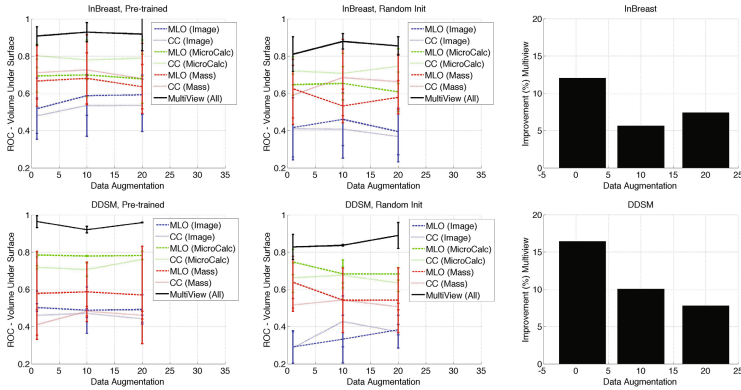 InBreast, Pre-trained
ROC - Volume Under Surface
1
0.8
0.6
0.4
0.2
0 5 10 15 20 25 30 35
Data Augmentation
MLO (Image)
CC (Image)
MLO (MicroCalc)
CC (MicroCalc)
MLO (Mass)
CC (Mass)
MultiView (All)
InBreast, Random Init
ROC - Volume Under Surface
1
0.8
0.6
0.4
0.2
0 5 10 15 20 25 30 35
Data Augmentation
MLO (Image)
CC (Image)
MLO (MicroCalc)
CC (MicroCalc)
MLO (Mass)
CC (Mass)
MultiView (All)
InBreast
Improvement (%) Multiview
20
15
10
5
0
-5 0 5 10 15 20 25
Data Augmentation
DDSM, Pre-trained
ROC - Volume Under Surface
1
0.8
0.6
0.4
0.2
0 5 10 15 20 25 30 35
Data Augmentation
MLO (Image)
CC (Image)
MLO (MicroCalc)
CC (MicroCalc)
MLO (Mass)
CC (Mass)
MultiView (All)
DDSM, Random Init
ROC - Volume Under Surface
1
0.8
0.6
0.4
0.2
0 5 10 15 20 25 30 35
Data Augmentation
MLO (Image)
CC (Image)
MLO (MicroCalc)
CC (MicroCalc)
MLO (Mass)
CC (Mass)
MultiView (All)
DDSM
Improvement (%) Multiview
20
15
10
5
0
-5 0 5 10 15 20 25
Data Augmentation